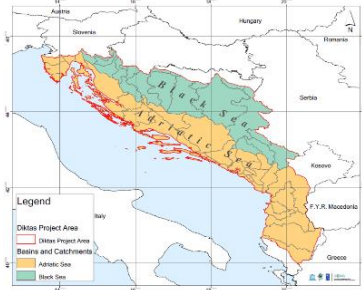 Austria
Hungary
Slovenia
N
Romania
Black Sea
Serbia
Adriatic Sea
Kosovo
Legend
Diktas Project Area
Diktas Project Area
Basins and Catchments
Adriatic Sea
Black Sea
Italy
F.Y.R. Macedonia
Greece